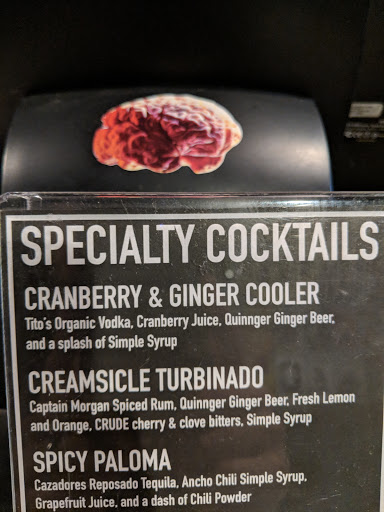 SPECIALTY COCKTAILS
CRANBERRY & GINGER COOLER
Tito's Organic Vodka, Cranberry Juice, Quinnger Ginger Beer,
and a splash of Simple Syrup
CREAMSICLE TURBINADO
Captain Morgan Spiced Rum, Quinnger Ginger Beer, Fresh Lemon
and Orange, CRUDE cherry & clove bitters, Simple Syrup
SPICY PALOMA
Cazadores Reposado Tequila, Ancho Chili Simple Syrup,
Grapefruit Juice, and a dash of Chili Powder